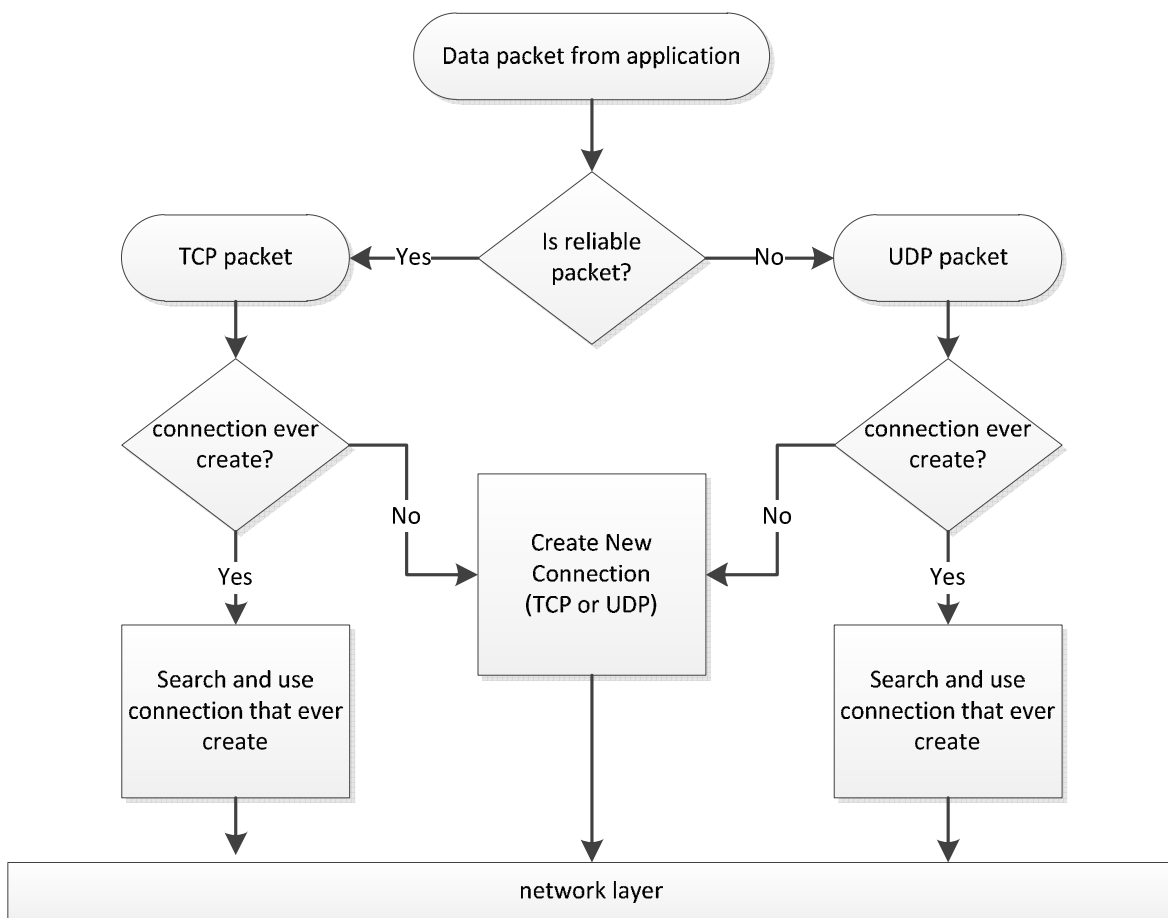 Data packet from application
Is reliable
packet?
TCP packet
Yes
No
UDP packet
connection ever
create?
connection ever
create?
No
No
Create New
Connection
(TCP or UDP)
Yes
Yes
Search and use
connection that ever
create
Search and use
connection that ever
create
network layer